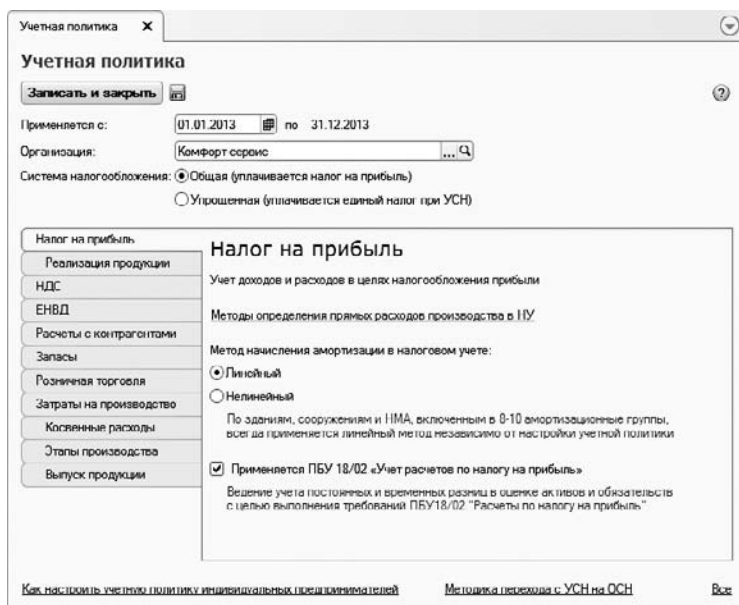 Учетная политика
Учетная политика
Записать и закрыть
Применяется с: 01.01.2013 по 31.12.2013
Организация: Комфорт сервис ...
Система налогообложения: Общая (уплачивается налог на прибыль)
Упрощенная (уплачивается единый налог при УСН)
Налог на прибыль
Реализация продукции
НДС
ЕНВД
Расчеты с контрагентами
Запасы
Розничная торговля
Затраты на производство
Косвенные расходы
Этапы производства
Выпуск продукции
Налог на прибыль
Учет доходов и расходов в целях налогообложения прибыли
Методы определения прямых расходов производства в НУ
Метод начисления амортизации в налоговом учете:
Линейный
Нелинейный
По зданиям, сооружениям и НМА, включенным в 8-10 амортизационные группы,
всегда применяется линейный метод независимо от настройки учетной политики
Применяется ПБУ 18/02 «Учет расчетов по налогу на прибыль»
Ведение учета постоянных и временных разниц в оценке активов и обязательств
с целью выполнения требований ПБУ18/02 "Расчеты по налогу на прибыль"
Как настроить учетную политику индивидуальных предпринимателей Методика перехода с УСН на ОСН Все